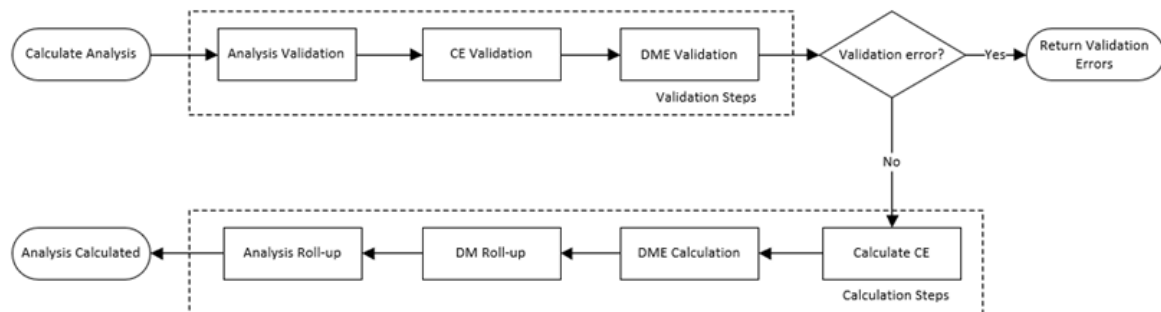 Calculate Analysis
Analysis Validation
CE Validation
DME Validation
Validation error?
Yes
Return Validation
Errors
Validation Steps
No
Analysis Calculated
Analysis Roll-up
DM Roll-up
DME Calculation
Calculate CE
Calculation Steps